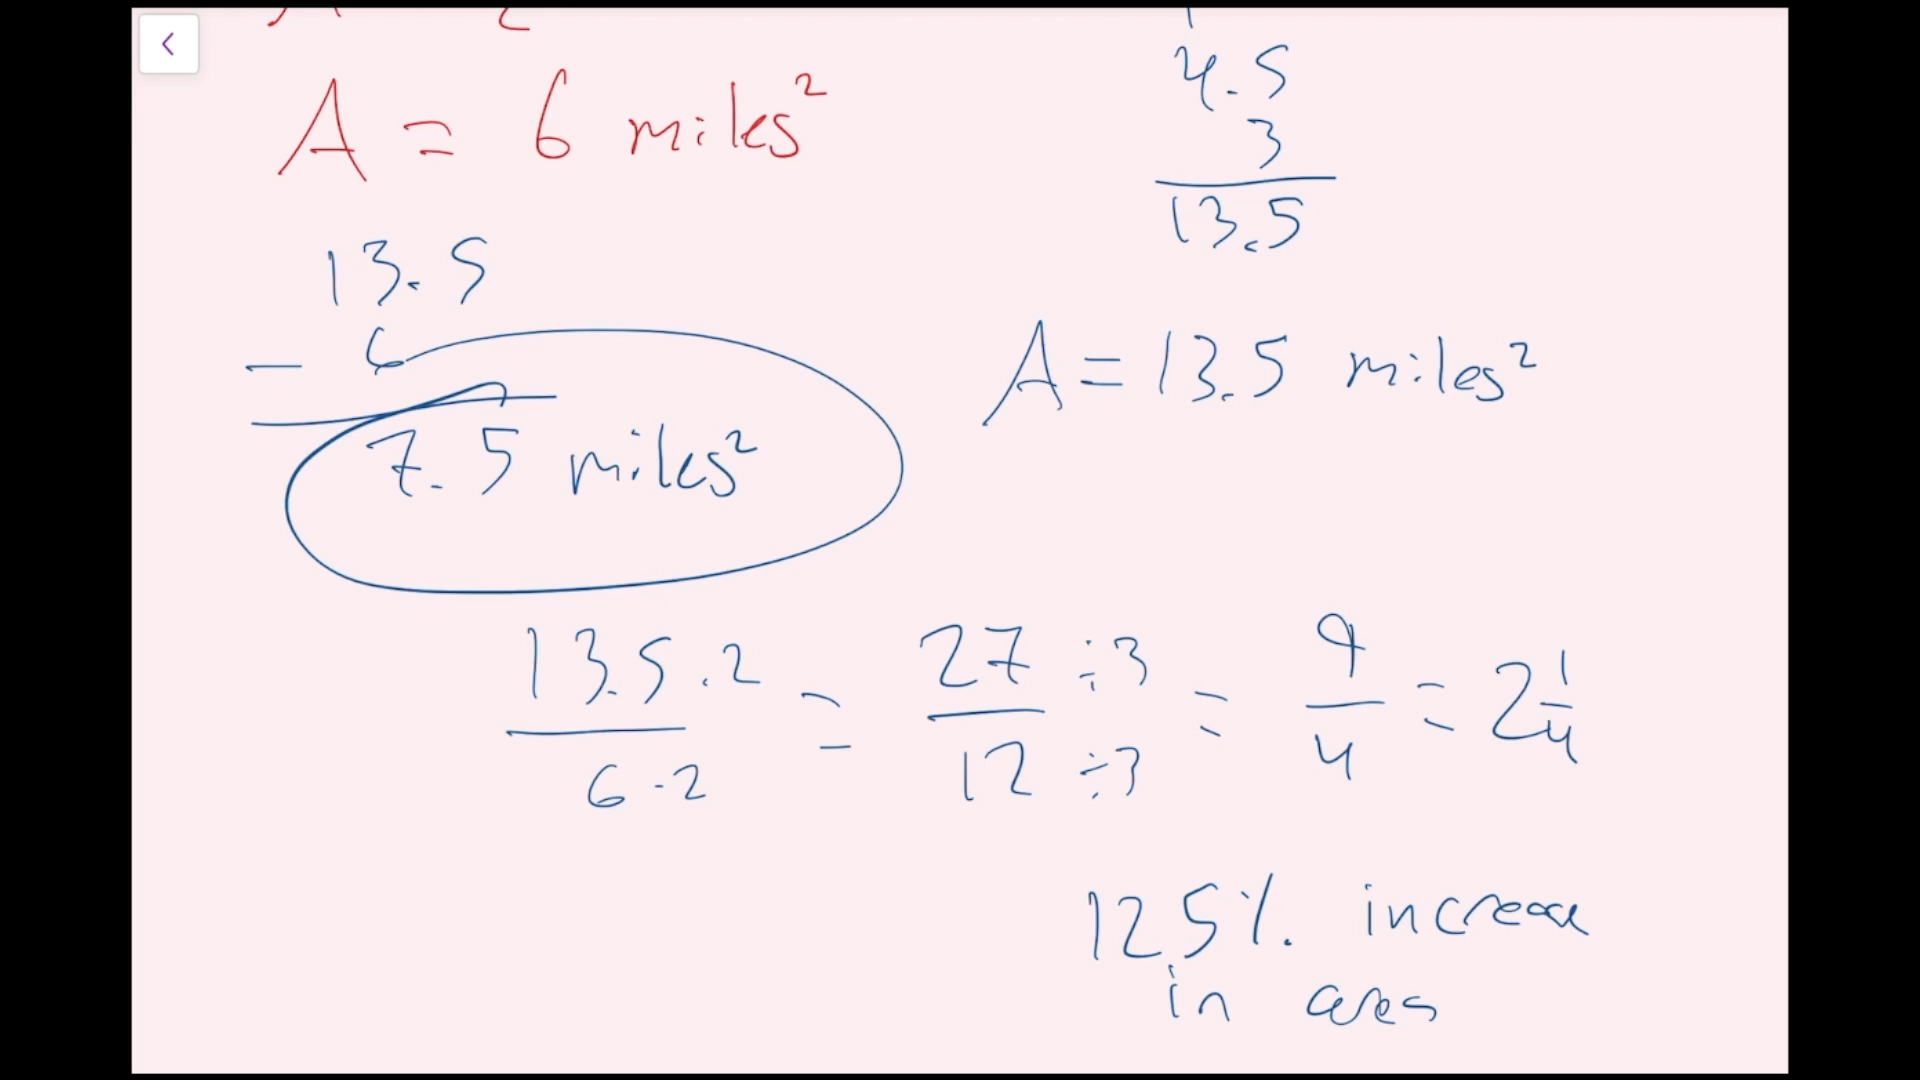 A = 6 miles²
4.5
3
13.5
13.5
- 6
7.5 miles²
A = 13.5 miles²
13.5 · 2 / 6 · 2 = 27 ÷3 / 12 ÷3 = 9/4 = 2 1/4
125% increase
in area